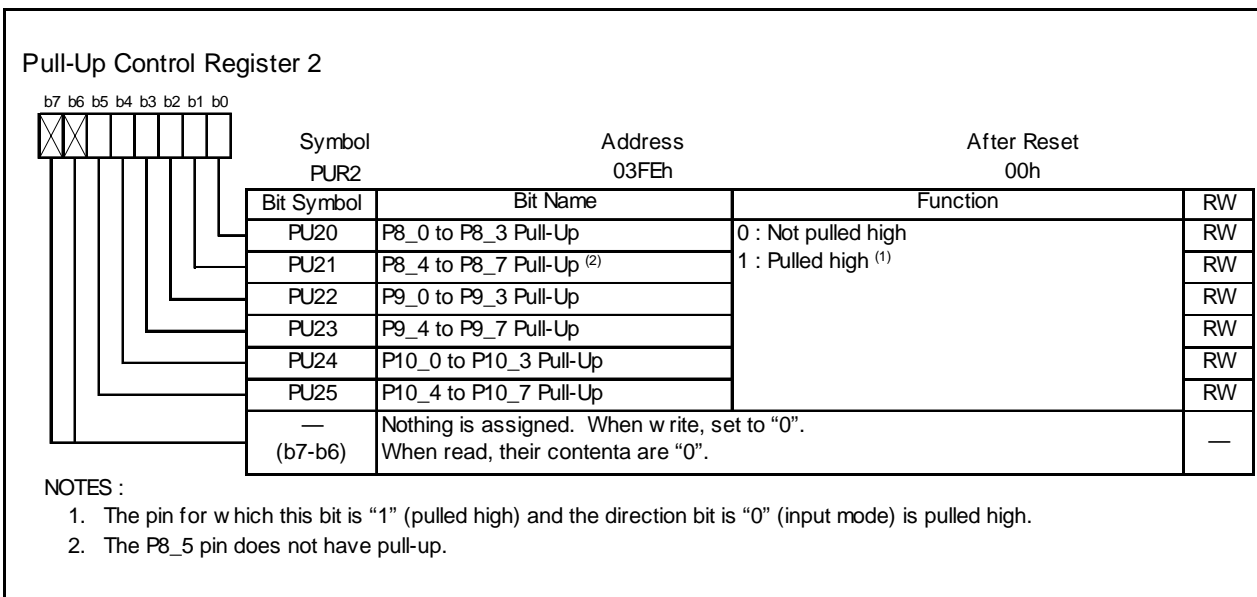 Pull-Up Control Register 2
b7 b6 b5 b4 b3 b2 b1 b0
Symbol Address After Reset
PUR2 03FEh 00h
Bit Symbol Bit Name Function RW
PU20 P8_0 to P8_3 Pull-Up 0 : Not pulled high RW
PU21 P8_4 to P8_7 Pull-Up (2) 1 : Pulled high (1) RW
PU22 P9_0 to P9_3 Pull-Up RW
PU23 P9_4 to P9_7 Pull-Up RW
PU24 P10_0 to P10_3 Pull-Up RW
PU25 P10_4 to P10_7 Pull-Up RW
— Nothing is assigned. When write, set to “0”. —
(b7-b6) When read, their contenta are “0”.
NOTES :
1. The pin for which this bit is “1” (pulled high) and the direction bit is “0” (input mode) is pulled high.
2. The P8_5 pin does not have pull-up.